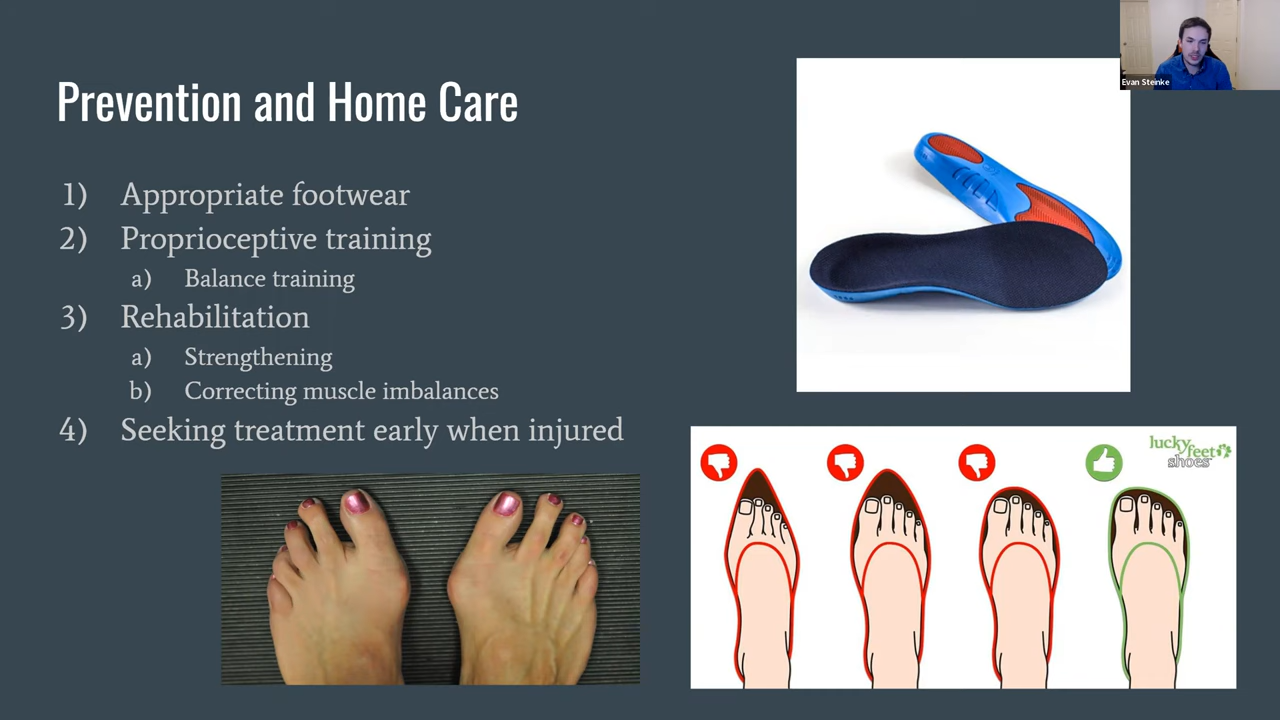 Evan Steinke
Prevention and Home Care
1) Appropriate footwear
2) Proprioceptive training
a) Balance training
3) Rehabilitation
a) Strengthening
b) Correcting muscle imbalances
4) Seeking treatment early when injured
lucky
feet
shoes